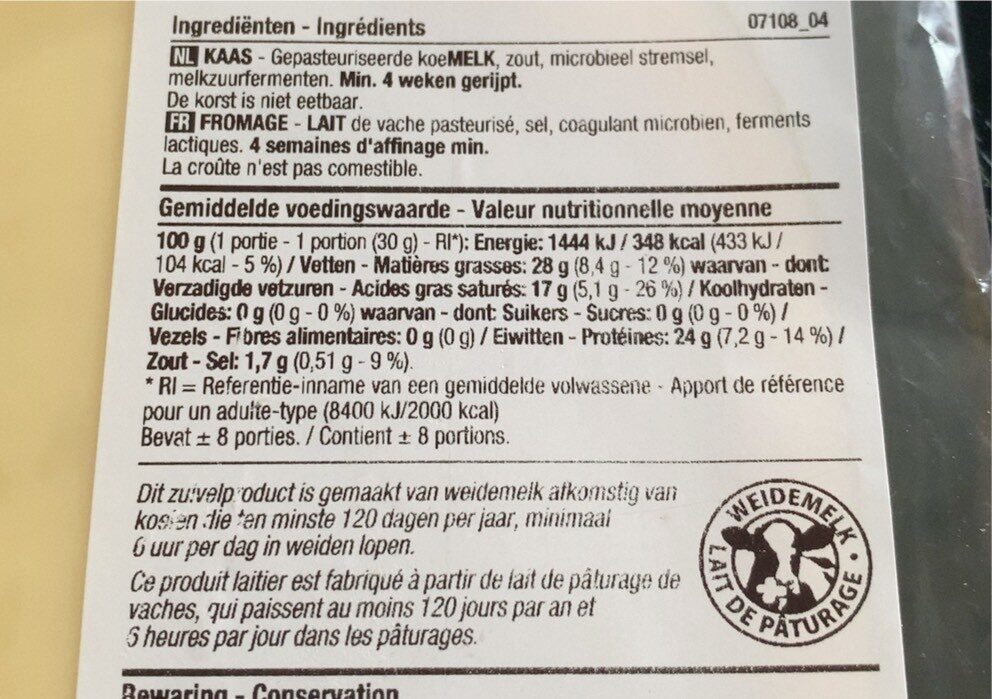 Ingrediënten - Ingrédients
07108_04
NL KAAS - Gepasteuriseerde koeMELK, zout, microbieel stremsel,
melkzuurfermenten. Min. 4 weken gerijpt.
De korst is niet eetbaar.
FR FROMAGE - LAIT de vache pasteurisé, sel, coagulant microbien, ferments
lactiques. 4 semaines d'affinage min.
La croûte n'est pas comestible.
Gemiddelde voedingswaarde - Valeur nutritionnelle moyenne
100 g (1 portie - 1 portion (30 g) - RI*): Energie: 1444 kJ / 348 kcal (433 kJ /
104 kcal - 5 %) / Vetten - Matières grasses: 28 g (8,4 g - 12 %) waarvan - dont:
Verzadigde vetzuren - Acides gras saturés: 17 g (5,1 g - 26 %) / Koolhydraten -
Glucides: 0 g (0 g - 0 %) waarvan - dont: Suikers - Sucres: 0 g (0 g - 0 %) /
Vezels - Fibres alimentaires: 0 g (0 g) / Eiwitten - Protéines: 24 g (7,2 g - 14 %) /
Zout - Sel: 1,7 g (0,51 g - 9 %).
* RI = Referentie-inname van een gemiddelde volwassene - Apport de référence
pour un adulte-type (8400 kJ/2000 kcal)
Bevat ± 8 porties. / Contient ± 8 portions.
Dit zuivelproduct is gemaakt van weidemelk afkomstig van
koeien die ten minste 120 dagen per jaar, minimaal
6 uur per dag in weiden lopen.
Ce produit laitier est fabriqué à partir de lait de pâturage de
vaches, qui paissent au moins 120 jours par an et
6 heures par jour dans les pâturages.
WEIDEMELK •
LAIT DE PÂTURAGE
Bewaring - Conservation